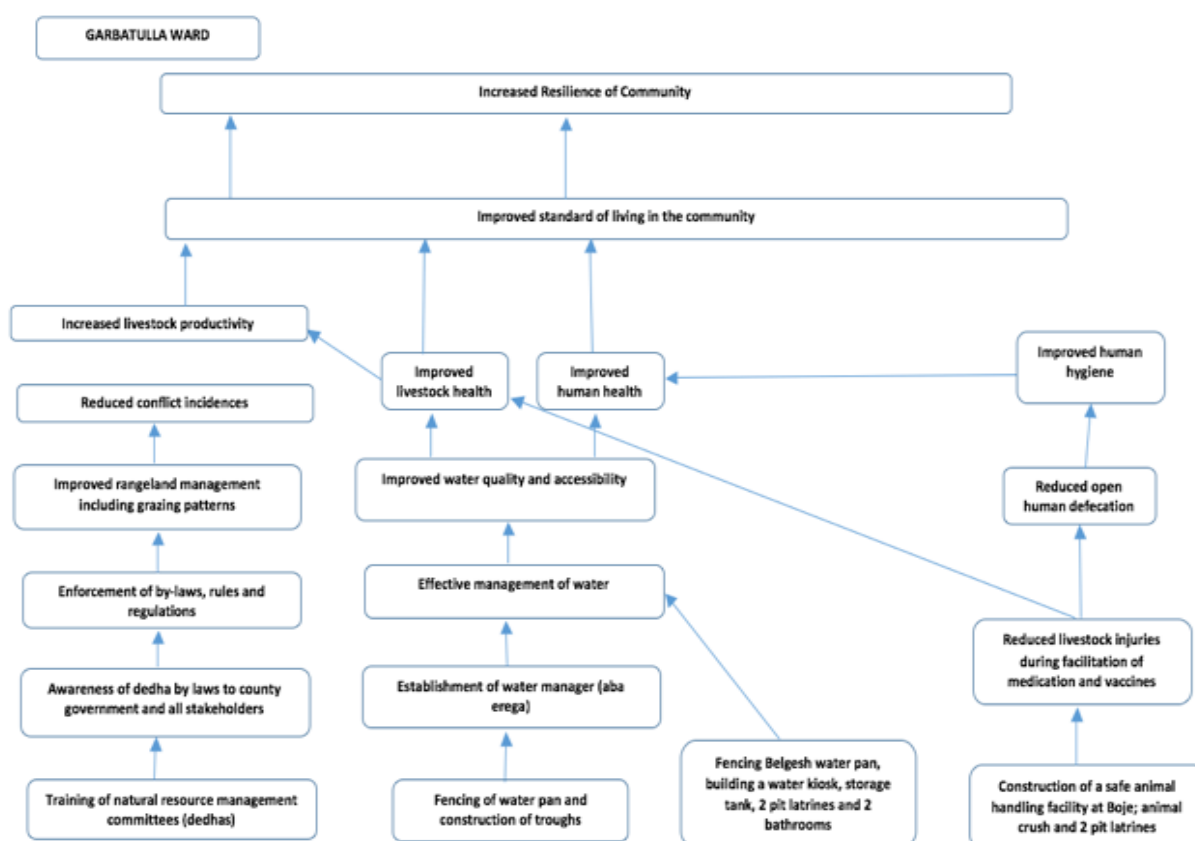 GARBATULLA WARD
Increased Resilience of Community
Improved standard of living in the community
Increased livestock productivity
Improved
livestock health
Improved
human health
Improved human
hygiene
Reduced conflict incidences
Improved rangeland management
including grazing patterns
Improved water quality and accessibility
Reduced open
human defecation
Enforcement of by-laws, rules and
regulations
Effective management of water
Reduced livestock injuries
during facilitation of
medication and vaccines
Awareness of dedha by laws to county
government and all stakeholders
Establishment of water manager (aba
erega)
Training of natural resource management
committees (dedhas)
Fencing of water pan and
construction of troughs
Fencing Belgesh water pan,
building a water kiosk, storage
tank, 2 pit latrines and 2
bathrooms
Construction of a safe animal
handling facility at Boje; animal
crush and 2 pit latrines